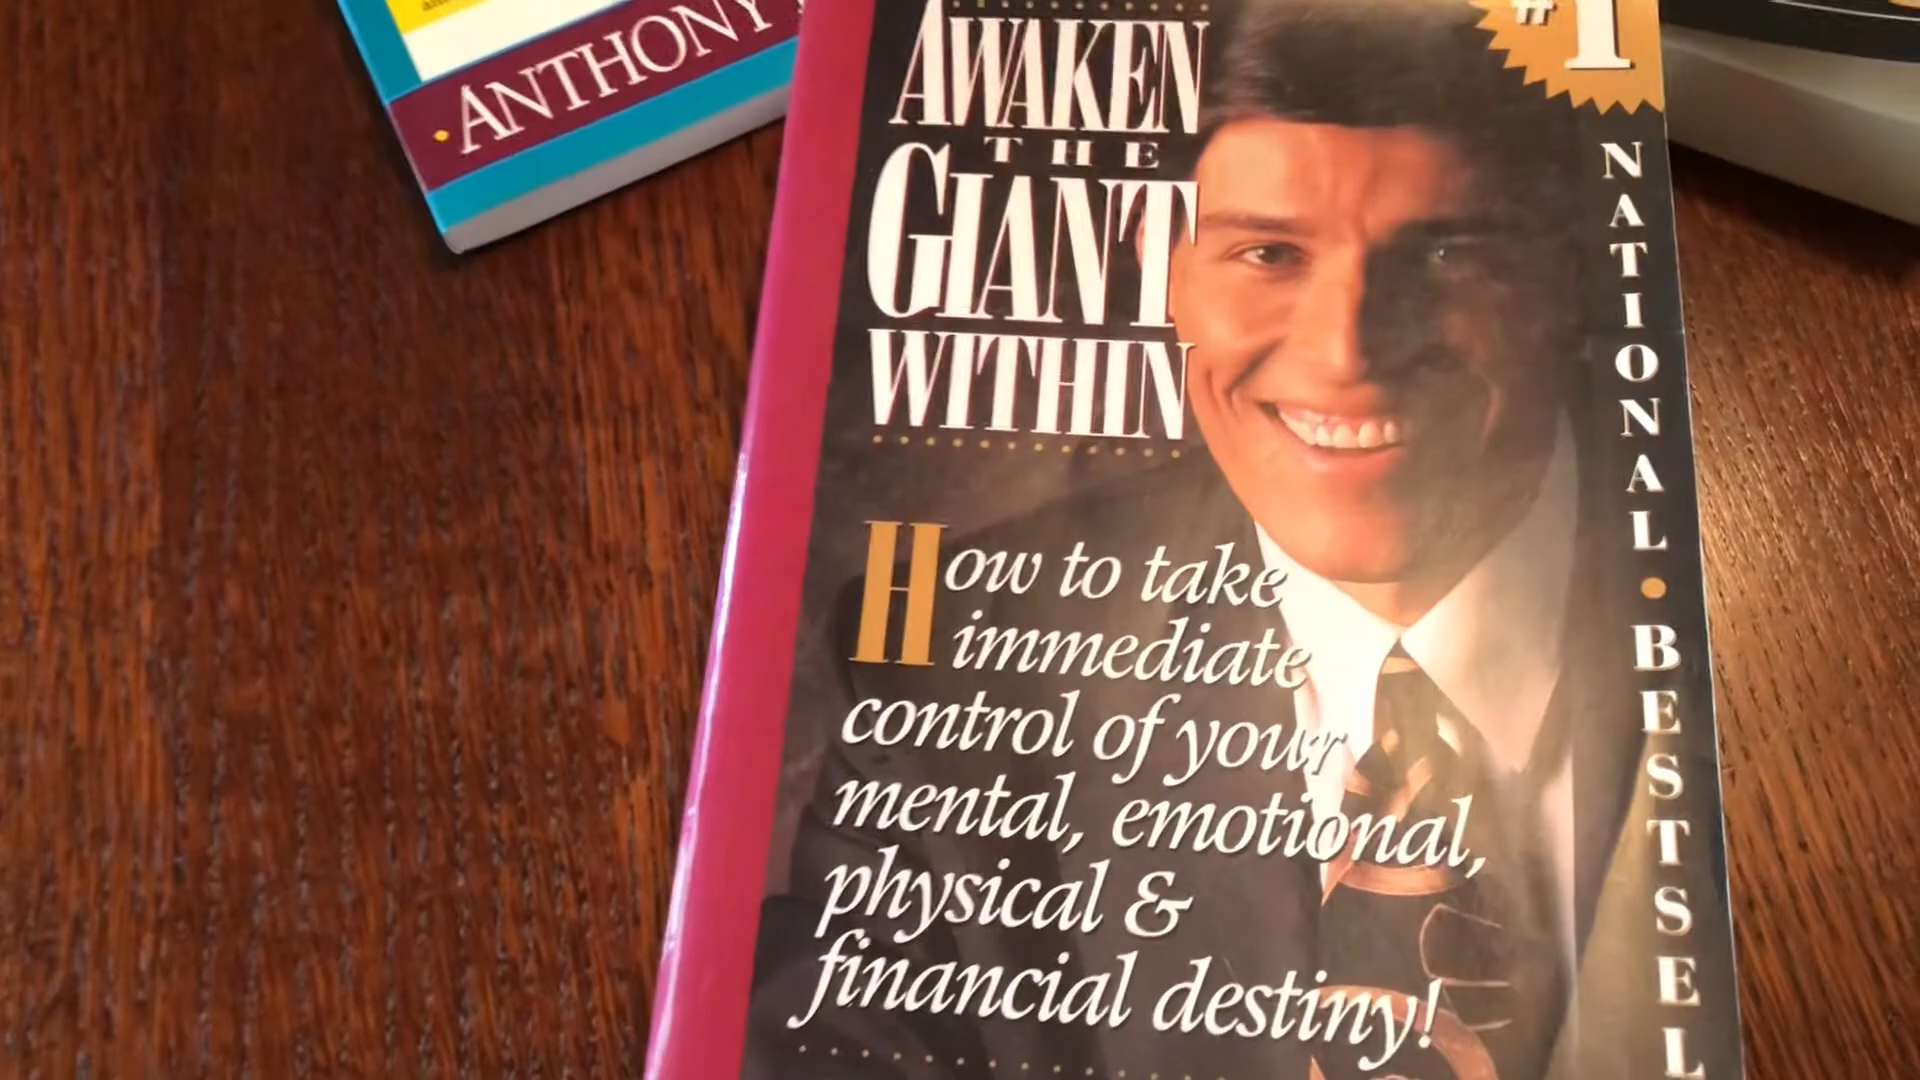 ANTHONY
AWAKEN
THE
GIANT
WITHIN
#1
NATIONAL • BESTSEL
How to take
immediate
control of your
mental, emotional,
physical &
financial destiny!